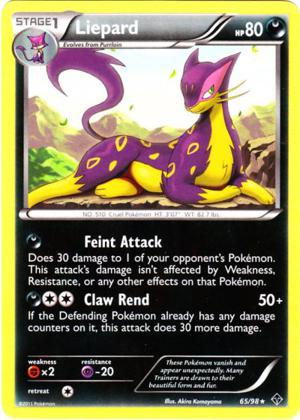 STAGE1
Liepard
HP80
Evolves from Purrloin
NO. 510 Cruel Pokémon HT: 3'07" WT: 82.7 lbs.
Feint Attack
Does 30 damage to 1 of your opponent's Pokémon.
This attack's damage isn't affected by Weakness,
Resistance, or any other effects on that Pokémon.
Claw Rend 50+
If the Defending Pokémon already has any damage
counters on it, this attack does 30 more damage.
weakness
×2
resistance
-20
retreat
These Pokémon vanish and
appear unexpectedly. Many
Trainers are drawn to their
beautiful form and fur.
Illus. Akira Komayama
©2011 Pokémon
65/98